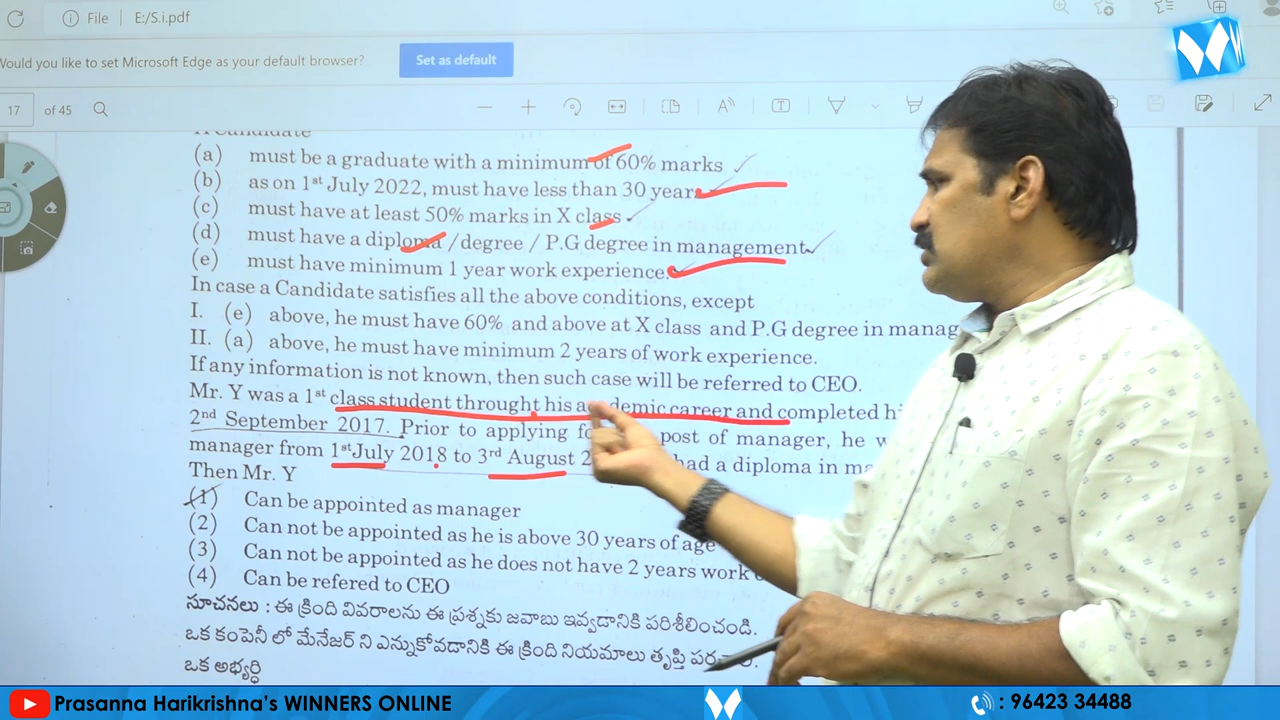 File E:/S.i.pdf
Would you like to set Microsoft Edge as your default browser? Set as default
17 of 45
A Candidate
(a) must be a graduate with a minimum of 60% marks
(b) as on 1st July 2022, must have less than 30 years
(c) must have at least 50% marks in X class
(d) must have a diploma /degree / P.G degree in management
(e) must have minimum 1 year work experience.
In case a Candidate satisfies all the above conditions, except
I. (e) above, he must have 60% and above at X class and P.G degree in manag
II. (a) above, he must have minimum 2 years of work experience.
If any information is not known, then such case will be referred to CEO.
Mr. Y was a 1st class student throught his academic career and completed
2nd September 2017. Prior to applying post of manager, he
manager from 1st July 2018 to 3rd August had a diploma in
Then Mr. Y
(1) Can be appointed as manager
(2) Can not be appointed as he is above 30 years of age
(3) Can not be appointed as he does not have 2 years work
(4) Can be refered to CEO
సూచనలు : ఈ క్రింది వివరాలను ఈ ప్రశ్నకు జవాబు ఇవ్వడానికి పరిశీలించండి.
ఒక కంపెనీ లో మేనేజర్ ని ఎన్నుకోవడానికి ఈ క్రింది నియమాలు తృప్తి
ఒక అభ్యర్థి
Prasanna Harikrishna's WINNERS ONLINE : 96423 34488